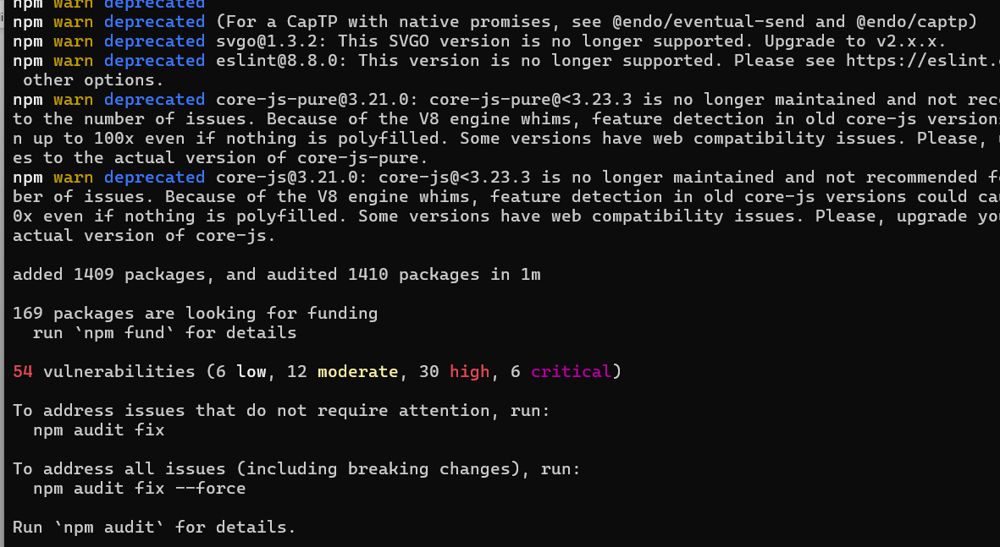 npm warn deprecated
npm warn deprecated (For a CapTP with native promises, see @endo/eventual-send and @endo/captp)
npm warn deprecated svgo@1.3.2: This SVGO version is no longer supported. Upgrade to v2.x.x.
npm warn deprecated eslint@8.8.0: This version is no longer supported. Please see https://eslint.
other options.
npm warn deprecated core-js-pure@3.21.0: core-js-pure@<3.23.3 is no longer maintained and not rec
to the number of issues. Because of the V8 engine whims, feature detection in old core-js version
n up to 100x even if nothing is polyfilled. Some versions have web compatibility issues. Please,
es to the actual version of core-js-pure.
npm warn deprecated core-js@3.21.0: core-js@<3.23.3 is no longer maintained and not recommended f
ber of issues. Because of the V8 engine whims, feature detection in old core-js versions could ca
0x even if nothing is polyfilled. Some versions have web compatibility issues. Please, upgrade yo
actual version of core-js.
added 1409 packages, and audited 1410 packages in 1m
169 packages are looking for funding
run `npm fund` for details
54 vulnerabilities (6 low, 12 moderate, 30 high, 6 critical)
To address issues that do not require attention, run:
npm audit fix
To address all issues (including breaking changes), run:
npm audit fix --force
Run `npm audit` for details.